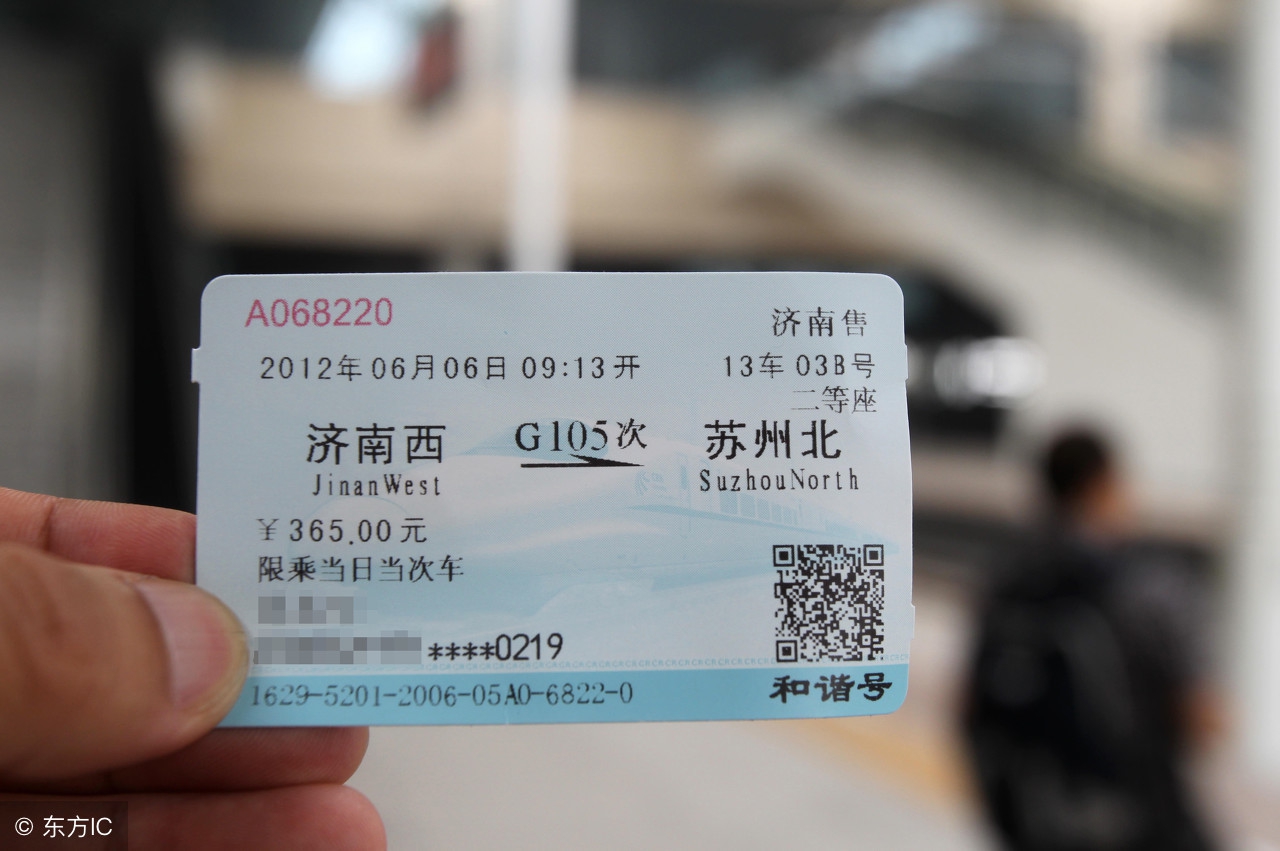 A068220
济南售
2012年06月06日 09:13开
13车 03B号
二等座
济南西
G105次
苏州北
JinanWest
SuzhouNorth
¥365.00元
限乘当日当次车
****0219
1629-5201-2006-05A0-6822-0
和谐号
© 东方IC